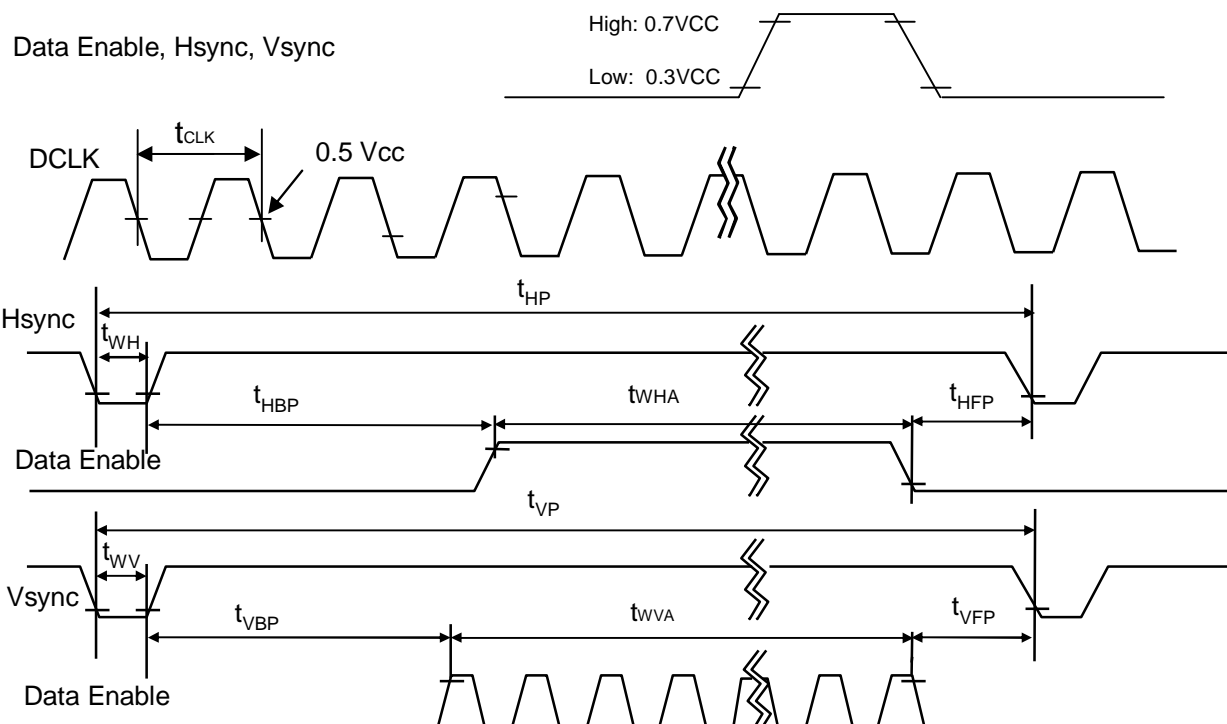 High: 0.7VCC
Data Enable, Hsync, Vsync
Low: 0.3VCC
tCLK
DCLK
0.5 Vcc
tHP
Hsync
tWH
tHBP
tWHA
tHFP
Data Enable
tVP
tWV
Vsync
tVBP
tWVA
tVFP
Data Enable